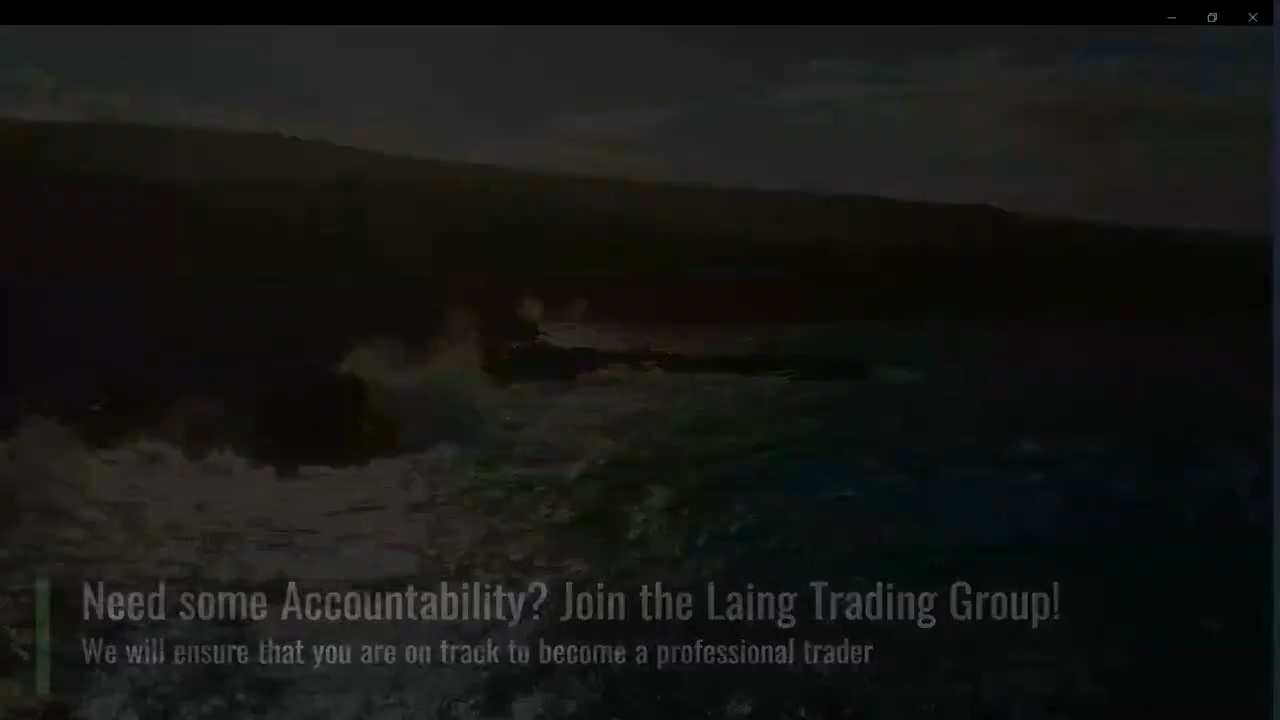 Need some Accountability? Join the Laing Trading Group!
We will ensure that you are on track to become a professional trader